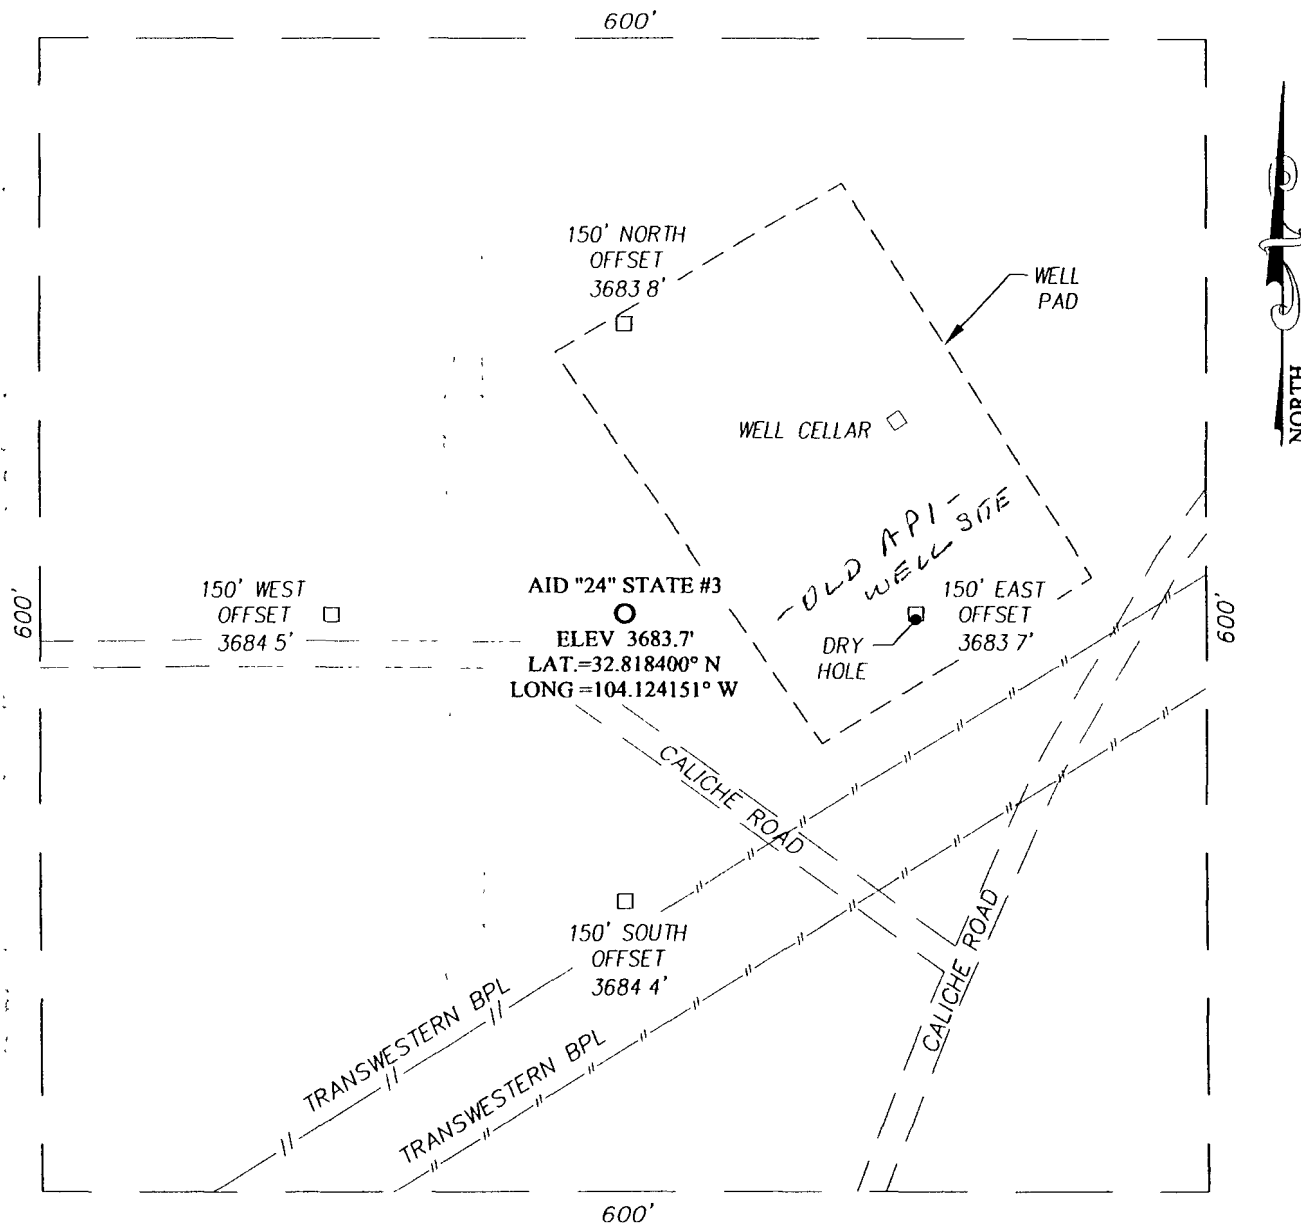 600'
150' NORTH
OFFSET
3683 8'
WELL
PAD
NORTH
WELL CELLAR
-OLD API-
WELL SITE
600'
150' WEST
OFFSET
3684 5'
AID "24" STATE #3
ELEV 3683.7'
LAT.=32.818400° N
LONG=104.124151° W
150' EAST
OFFSET
3683 7'
DRY
HOLE
600'
CALICHE ROAD
150' SOUTH
OFFSET
3684 4'
CALICHE ROAD
TRANSWESTERN BPL
TRANSWESTERN BPL
600'